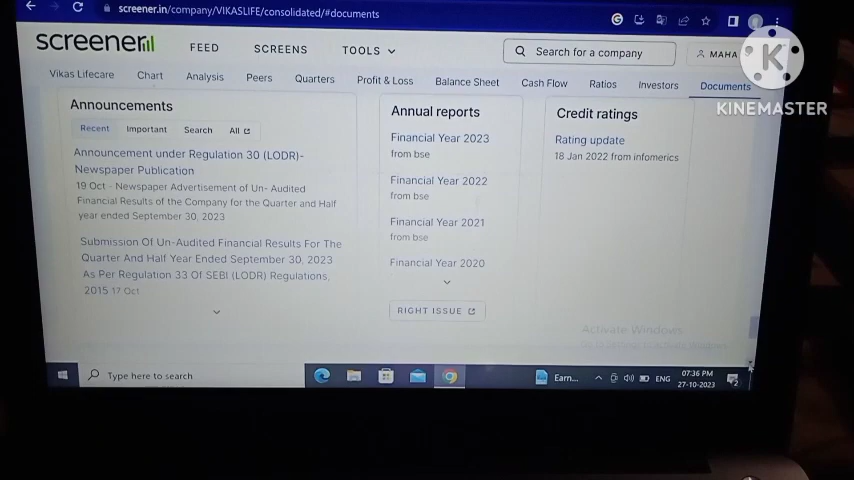 screener.in/company/VIKASLIFE/consolidated/#documents
screener
FEED
SCREENS
TOOLS
Search for a company
MAHA
K
KINEMASTER
Vikas Lifecare
Chart
Analysis
Peers
Quarters
Profit & Loss
Balance Sheet
Cash Flow
Ratios
Investors
Documents
Announcements
Recent
Important
Search
All
Announcement under Regulation 30 (LODR)-
Newspaper Publication
19 Oct - Newspaper Advertisement of Un- Audited
Financial Results of the Company for the Quarter and Half
year ended September 30, 2023
Submission Of Un-Audited Financial Results For The
Quarter And Half Year Ended September 30, 2023
As Per Regulation 33 Of SEBI (LODR) Regulations,
2015 17 Oct
Annual reports
Financial Year 2023
from bse
Financial Year 2022
from bse
Financial Year 2021
from bse
Financial Year 2020
RIGHT ISSUE
Credit ratings
Rating update
18 Jan 2022 from infomerics
Activate Windows
Type here to search
Earn...
ENG
07:36 PM
27-10-2023
2